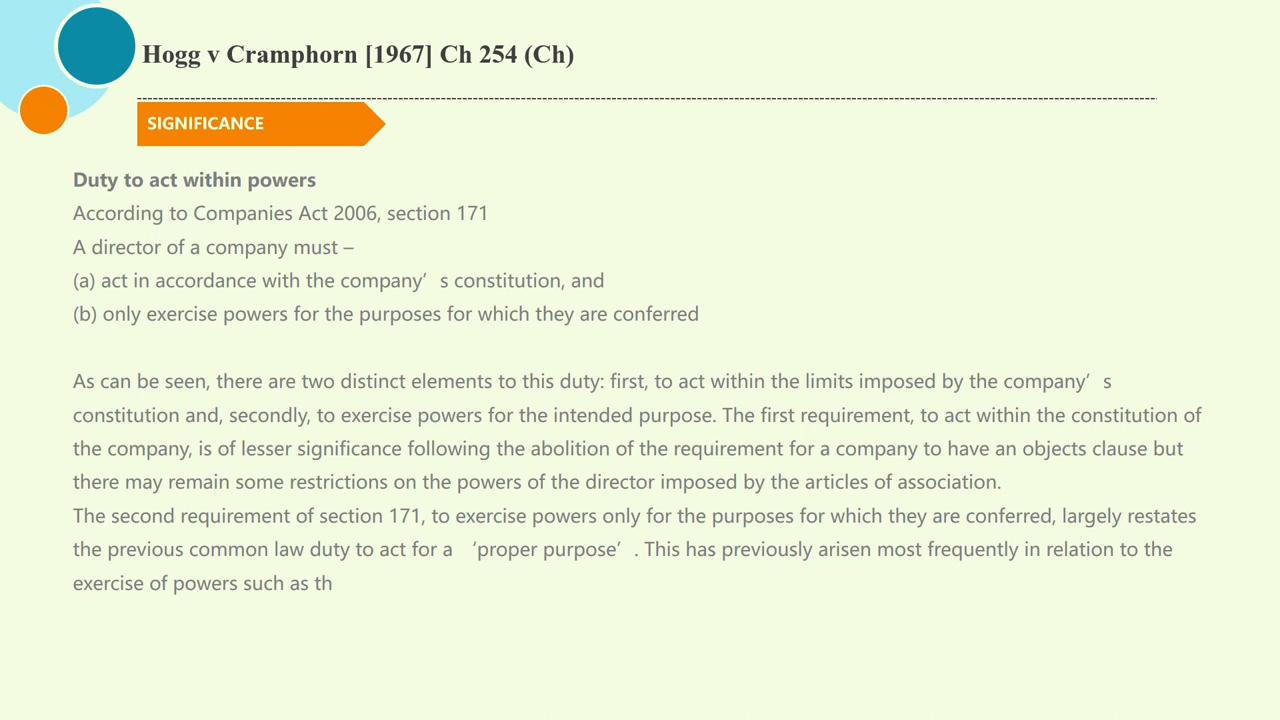 Hogg v Cramphorn [1967] Ch 254 (Ch)
SIGNIFICANCE
Duty to act within powers
According to Companies Act 2006, section 171
A director of a company must –
(a) act in accordance with the company’ s constitution, and
(b) only exercise powers for the purposes for which they are conferred
As can be seen, there are two distinct elements to this duty: first, to act within the limits imposed by the company’ s
constitution and, secondly, to exercise powers for the intended purpose. The first requirement, to act within the constitution of
the company, is of lesser significance following the abolition of the requirement for a company to have an objects clause but
there may remain some restrictions on the powers of the director imposed by the articles of association.
The second requirement of section 171, to exercise powers only for the purposes for which they are conferred, largely restates
the previous common law duty to act for a ‘proper purpose’ . This has previously arisen most frequently in relation to the
exercise of powers such as th